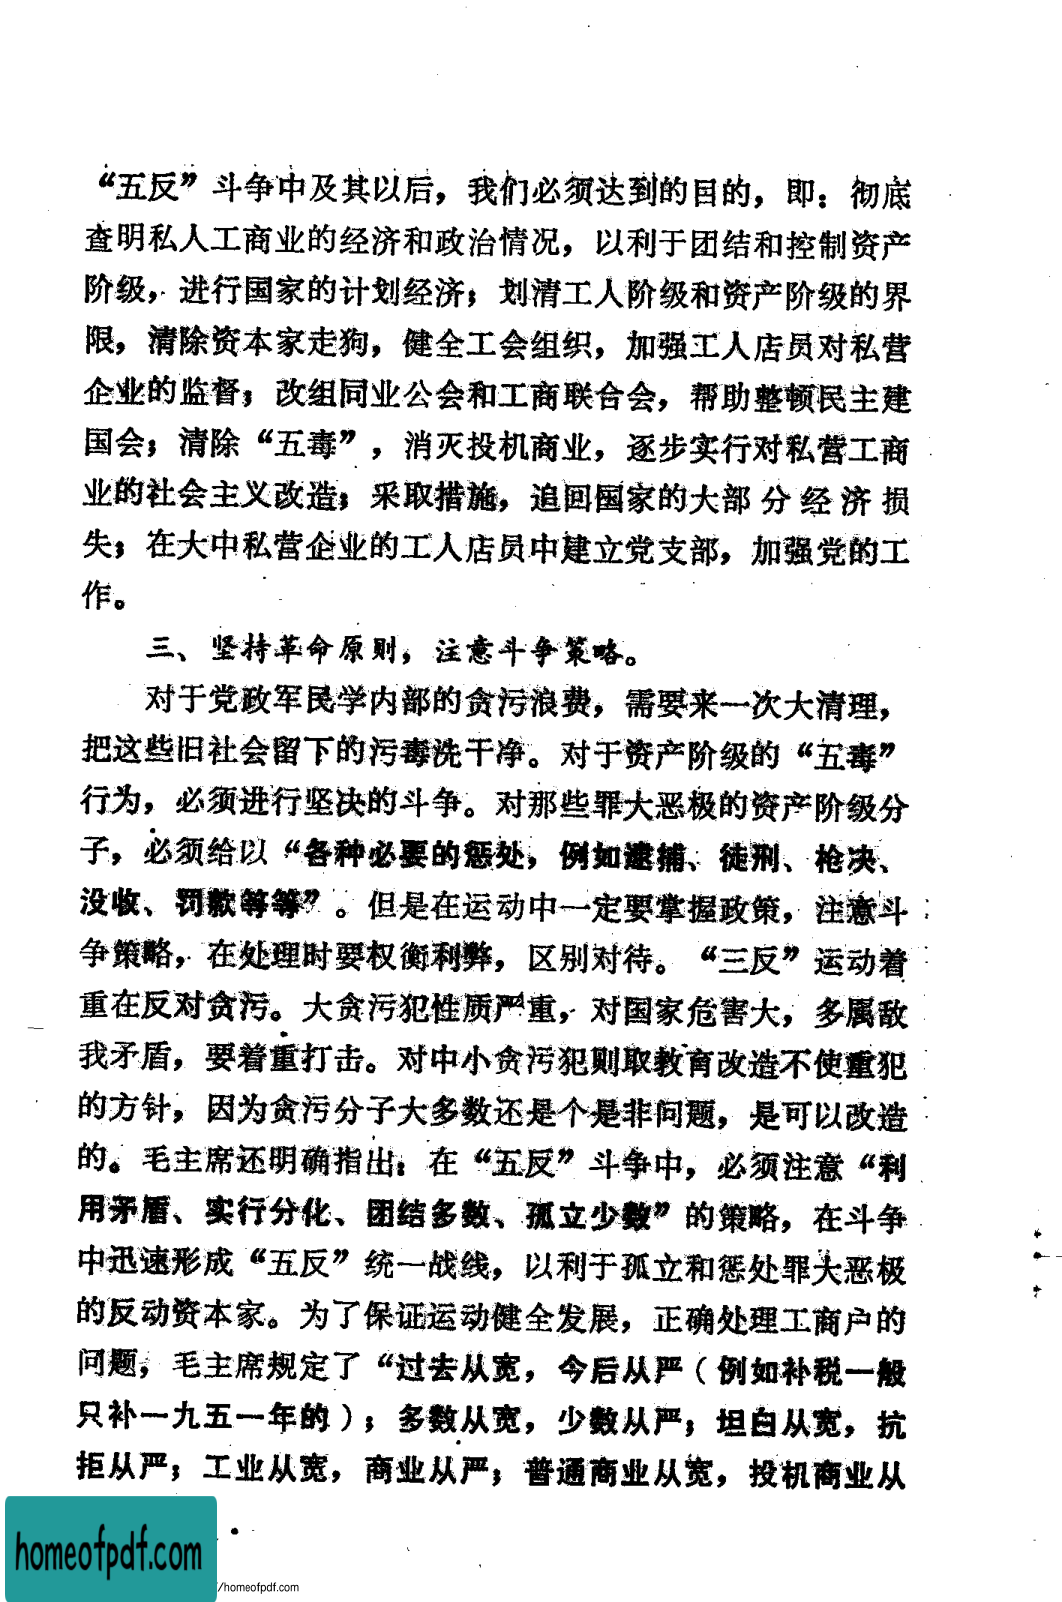 “五反”斗争中及其以后，我们必须达到的目的，即：彻底
查明私人工商业的经济和政治情况，以利于团结和控制资产
阶级，进行国家的计划经济；划清工人阶级和资产阶级的界
限，清除资本家走狗，健全工会组织，加强工人店员对私营
企业的监督；改组同业公会和工商联合会，帮助整顿民主建
国会；清除“五毒”，消灭投机商业，逐步实行对私营工商
业的社会主义改造；采取措施，追回国家的大部分经济损
失；在大中私营企业的工人店员中建立党支部，加强党的工
作。
三、坚持革命原则，注意斗争策略。
对于党政军民学内部的贪污浪费，需要来一次大清理，
把这些旧社会留下的污毒洗干净。对于资产阶级的“五毒”
行为，必须进行坚决的斗争。对那些罪大恶极的资产阶级分
子，必须给以“各种必要的惩处，例如逮捕、徒刑、枪决、
没收、罚款等等”。但是在运动中一定要掌握政策，注意斗
争策略，在处理时要权衡利弊，区别对待。“三反”运动着
重在反对贪污。大贪污犯性质严重，对国家危害大，多属敌
我矛盾，要着重打击。对中小贪污犯则取教育改造不使重犯
的方针，因为贪污分子大多数还是个是非问题，是可以改造
的。毛主席还明确指出：在“五反”斗争中，必须注意“利
用矛盾、实行分化、团结多数、孤立少数”的策略，在斗争
中迅速形成“五反”统一战线，以利于孤立和惩处罪大恶极
的反动资本家。为了保证运动健全发展，正确处理工商户的
问题，毛主席规定了“过去从宽，今后从严（例如补税一般
只补一九五一年的）；多数从宽，少数从严；坦白从宽，抗
拒从严；工业从宽，商业从严；普通商业从宽，投机商业从
homeofpdf.com
/homeofpdf.com